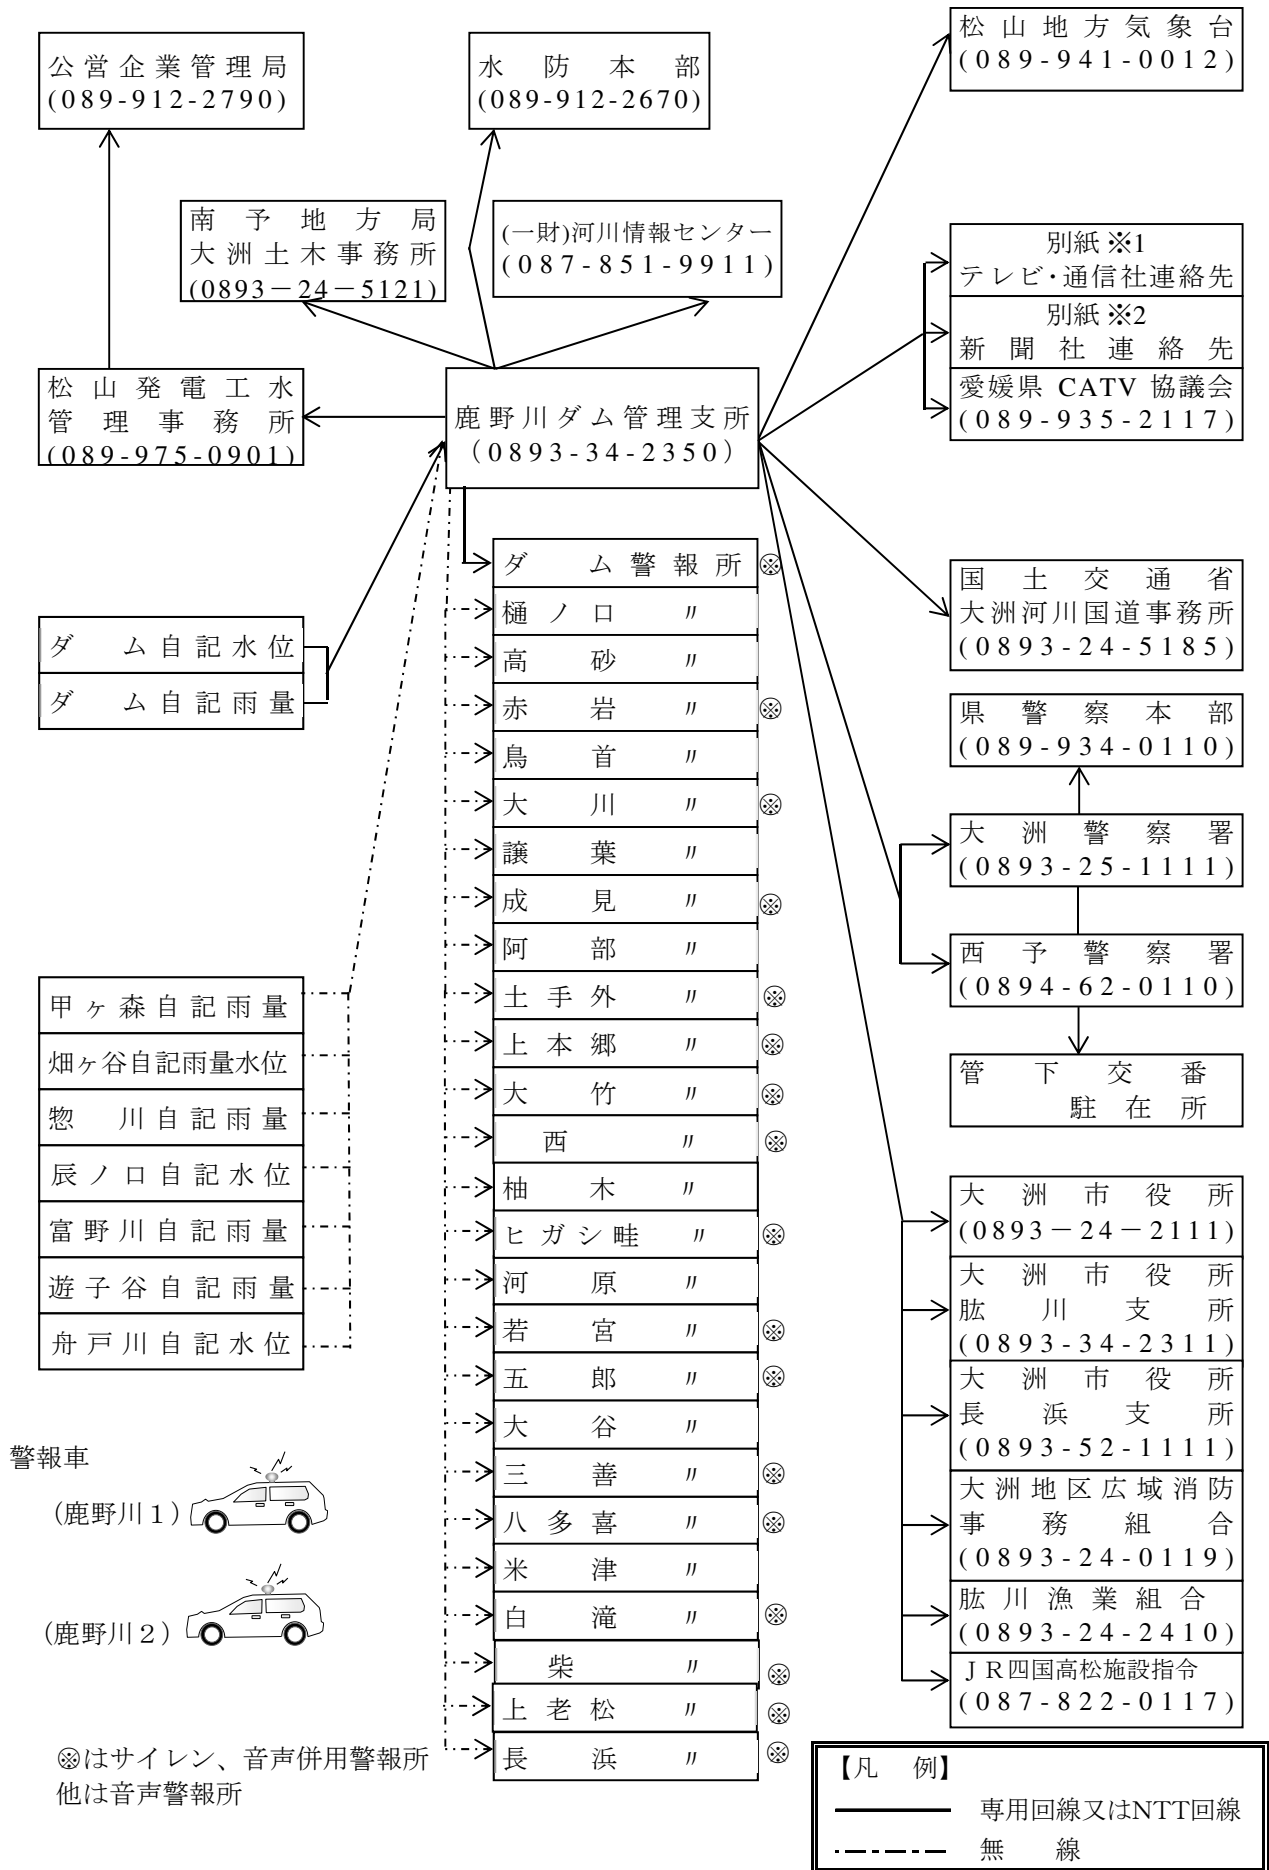 松山地方気象台
(089-941-0012)
公営企業管理局
(089-912-2790)
水防本部
(089-912-2670)
南予地方局
大洲土木事務所
(0893－24－5121)
(一財)河川情報センター
(087-851-9911)
別紙 ※1
テレビ・通信社連絡先
別紙 ※2
新聞社連絡先
愛媛県 CATV 協議会
(089-935-2117)
松山発電工水
管理事務所
(089-975-0901)
鹿野川ダム管理支所
（0893-34-2350）
ダム自記水位
ダム自記雨量
甲ヶ森自記雨量
畑ヶ谷自記雨量水位
惣川自記雨量
辰ノ口自記水位
富野川自記雨量
遊子谷自記雨量
舟戸川自記水位
ダム警報所 ※
樋ノ口 〃
高砂 〃
赤岩 〃 ※
鳥首 〃
大川 〃 ※
譲葉 〃
成見 〃 ※
阿部 〃
土手外 〃 ※
上本郷 〃 ※
大竹 〃 ※
西 〃 ※
柚木 〃
ヒガシ畦 〃 ※
河原 〃
若宮 〃 ※
五郎 〃 ※
大谷 〃
三善 〃 ※
八多喜 〃 ※
米津 〃
白滝 〃 ※
柴 〃 ※
上老松 〃 ※
長浜 〃 ※
国土交通省
大洲河川国道事務所
(0893-24-5185)
県警察本部
(089-934-0110)
大洲警察署
(0893-25-1111)
西予警察署
(0894-62-0110)
管下交番
駐在所
大洲市役所
(0893－24－2111)
大洲市役所
肱川支所
(0893-34-2311)
大洲市役所
長浜支所
(0893-52-1111)
大洲地区広域消防
事務組合
(0893-24-0119)
肱川漁業組合
(0893-24-2410)
ＪＲ四国高松施設指令
(087-822-0117)
警報車
(鹿野川１)
(鹿野川２)
※はサイレン、音声併用警報所
他は音声警報所
【凡　例】
専用回線又はNTT回線
無　線